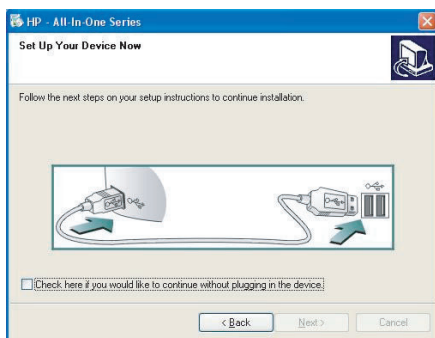 HP - All-In-One Series
Set Up Your Device Now
Follow the next steps on your setup instructions to continue installation.
Check here if you would like to continue without plugging in the device.
< Back
Next >
Cancel